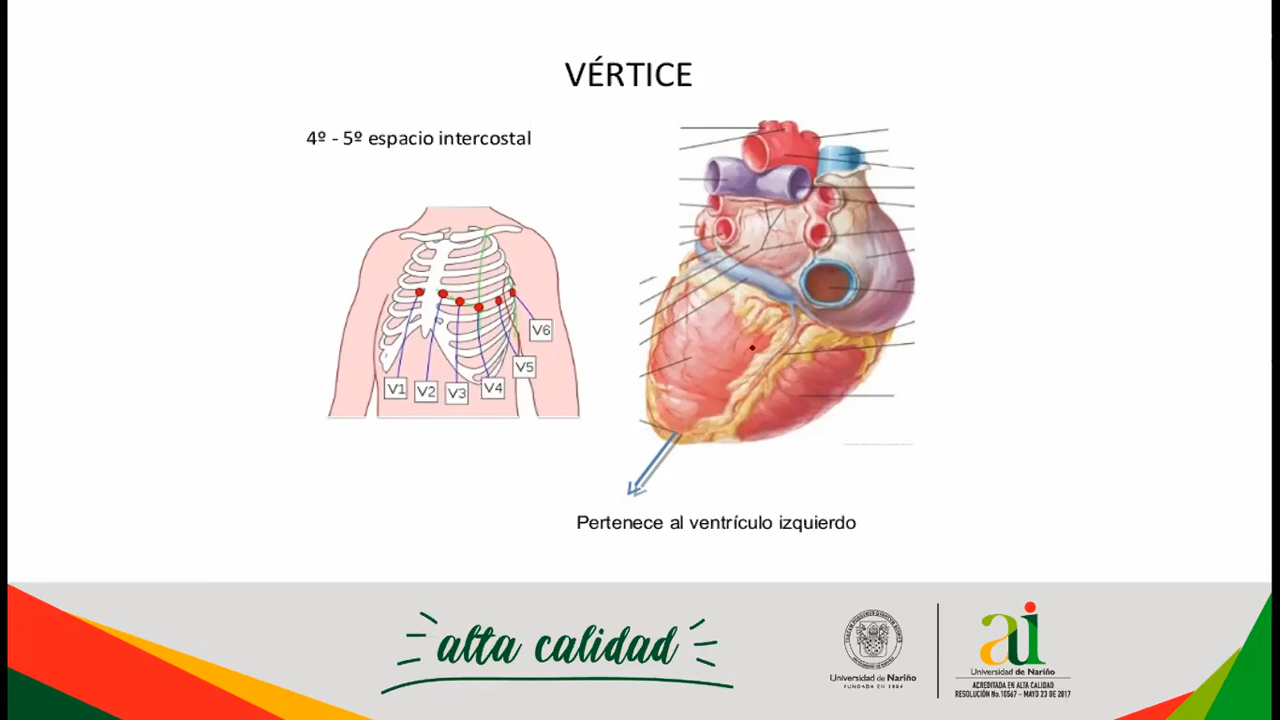 VÉRTICE
4º - 5º espacio intercostal
V6
V5
V1
V2
V3
V4
Pertenece al ventrículo izquierdo
alta calidad
Universidad de Nariño
FUNDADA EN 1904
aui
Universidad de Nariño
ACREDITADA EN ALTA CALIDAD
RESOLUCIÓN No.10567 - MAYO 23 DE 2017